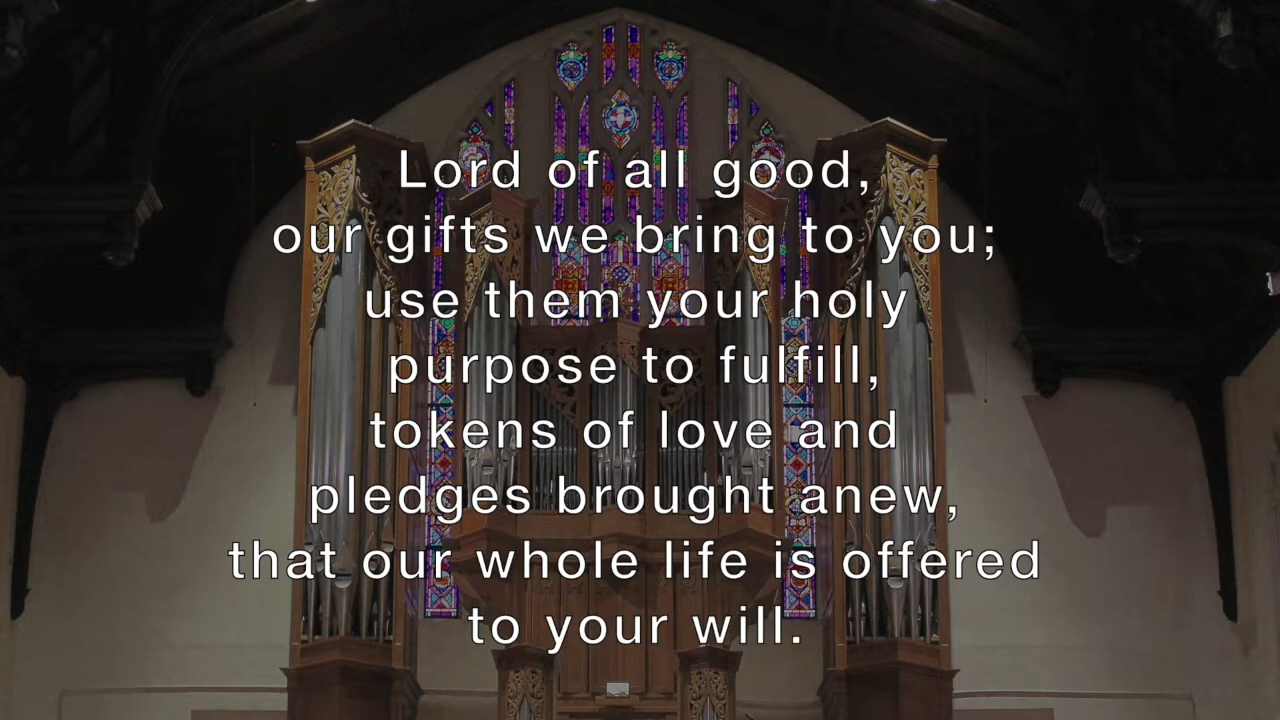 Lord of all good,
our gifts we bring to you;
use them your holy
purpose to fulfill,
tokens of love and
pledges brought anew,
that our whole life is offered
to your will.